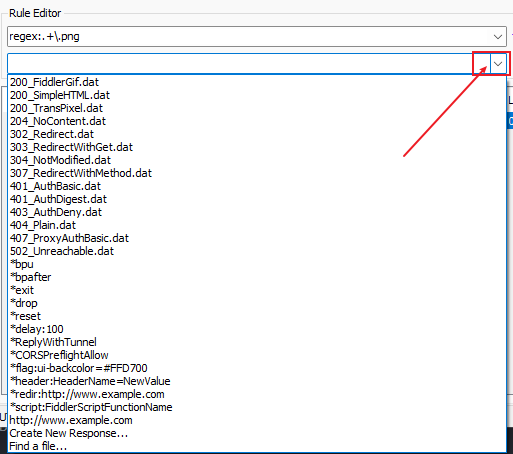 Rule Editor
regex:.+\.png
200_FiddlerGif.dat
200_SimpleHTML.dat
200_TransPixel.dat
204_NoContent.dat
302_Redirect.dat
303_RedirectWithGet.dat
304_NotModified.dat
307_RedirectWithMethod.dat
401_AuthBasic.dat
401_AuthDigest.dat
403_AuthDeny.dat
404_Plain.dat
407_ProxyAuthBasic.dat
502_Unreachable.dat
*bpu
*bpafter
*exit
*drop
*reset
*delay:100
*ReplyWithTunnel
*CORSPreflightAllow
*flag:ui-backcolor=#FFD700
*header:HeaderName=NewValue
*redir:http://www.example.com
*script:FiddlerScriptFunctionName
http://www.example.com
Create New Response...
Find a file...